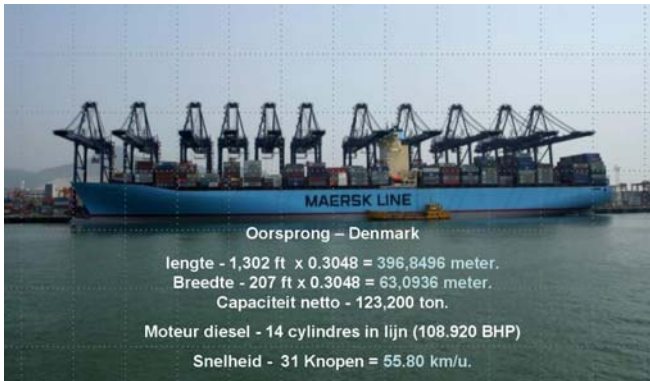 MAERSK LINE
Oorsprong – Denmark
lengte - 1,302 ft x 0.3048 = 396,8496 meter.
Breedte - 207 ft x 0.3048 = 63,0936 meter.
Capaciteit netto - 123,200 ton.
Moteur diesel - 14 cylindres in lijn (108.920 BHP)
Snelheid - 31 Knopen = 55.80 km/u.